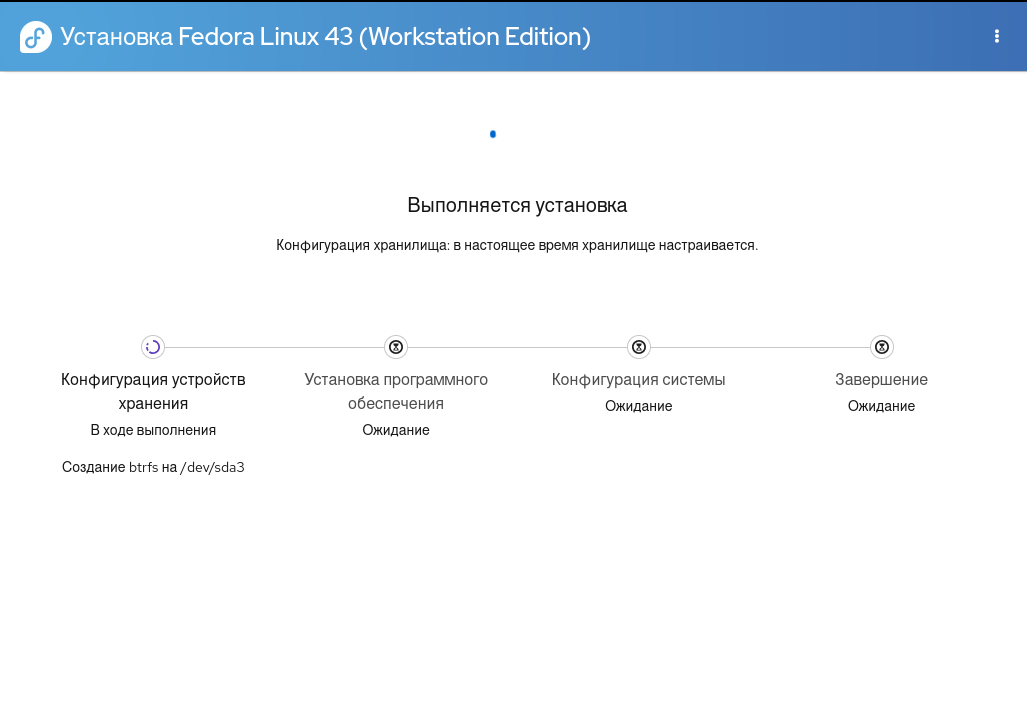 Установка Fedora Linux 43 (Workstation Edition)
Выполняется установка
Конфигурация хранилища: в настоящее время хранилище настраивается.
Конфигурация устройств
хранения
В ходе выполнения
Создание btrfs на /dev/sda3
Установка программного
обеспечения
Ожидание
Конфигурация системы
Ожидание
Завершение
Ожидание